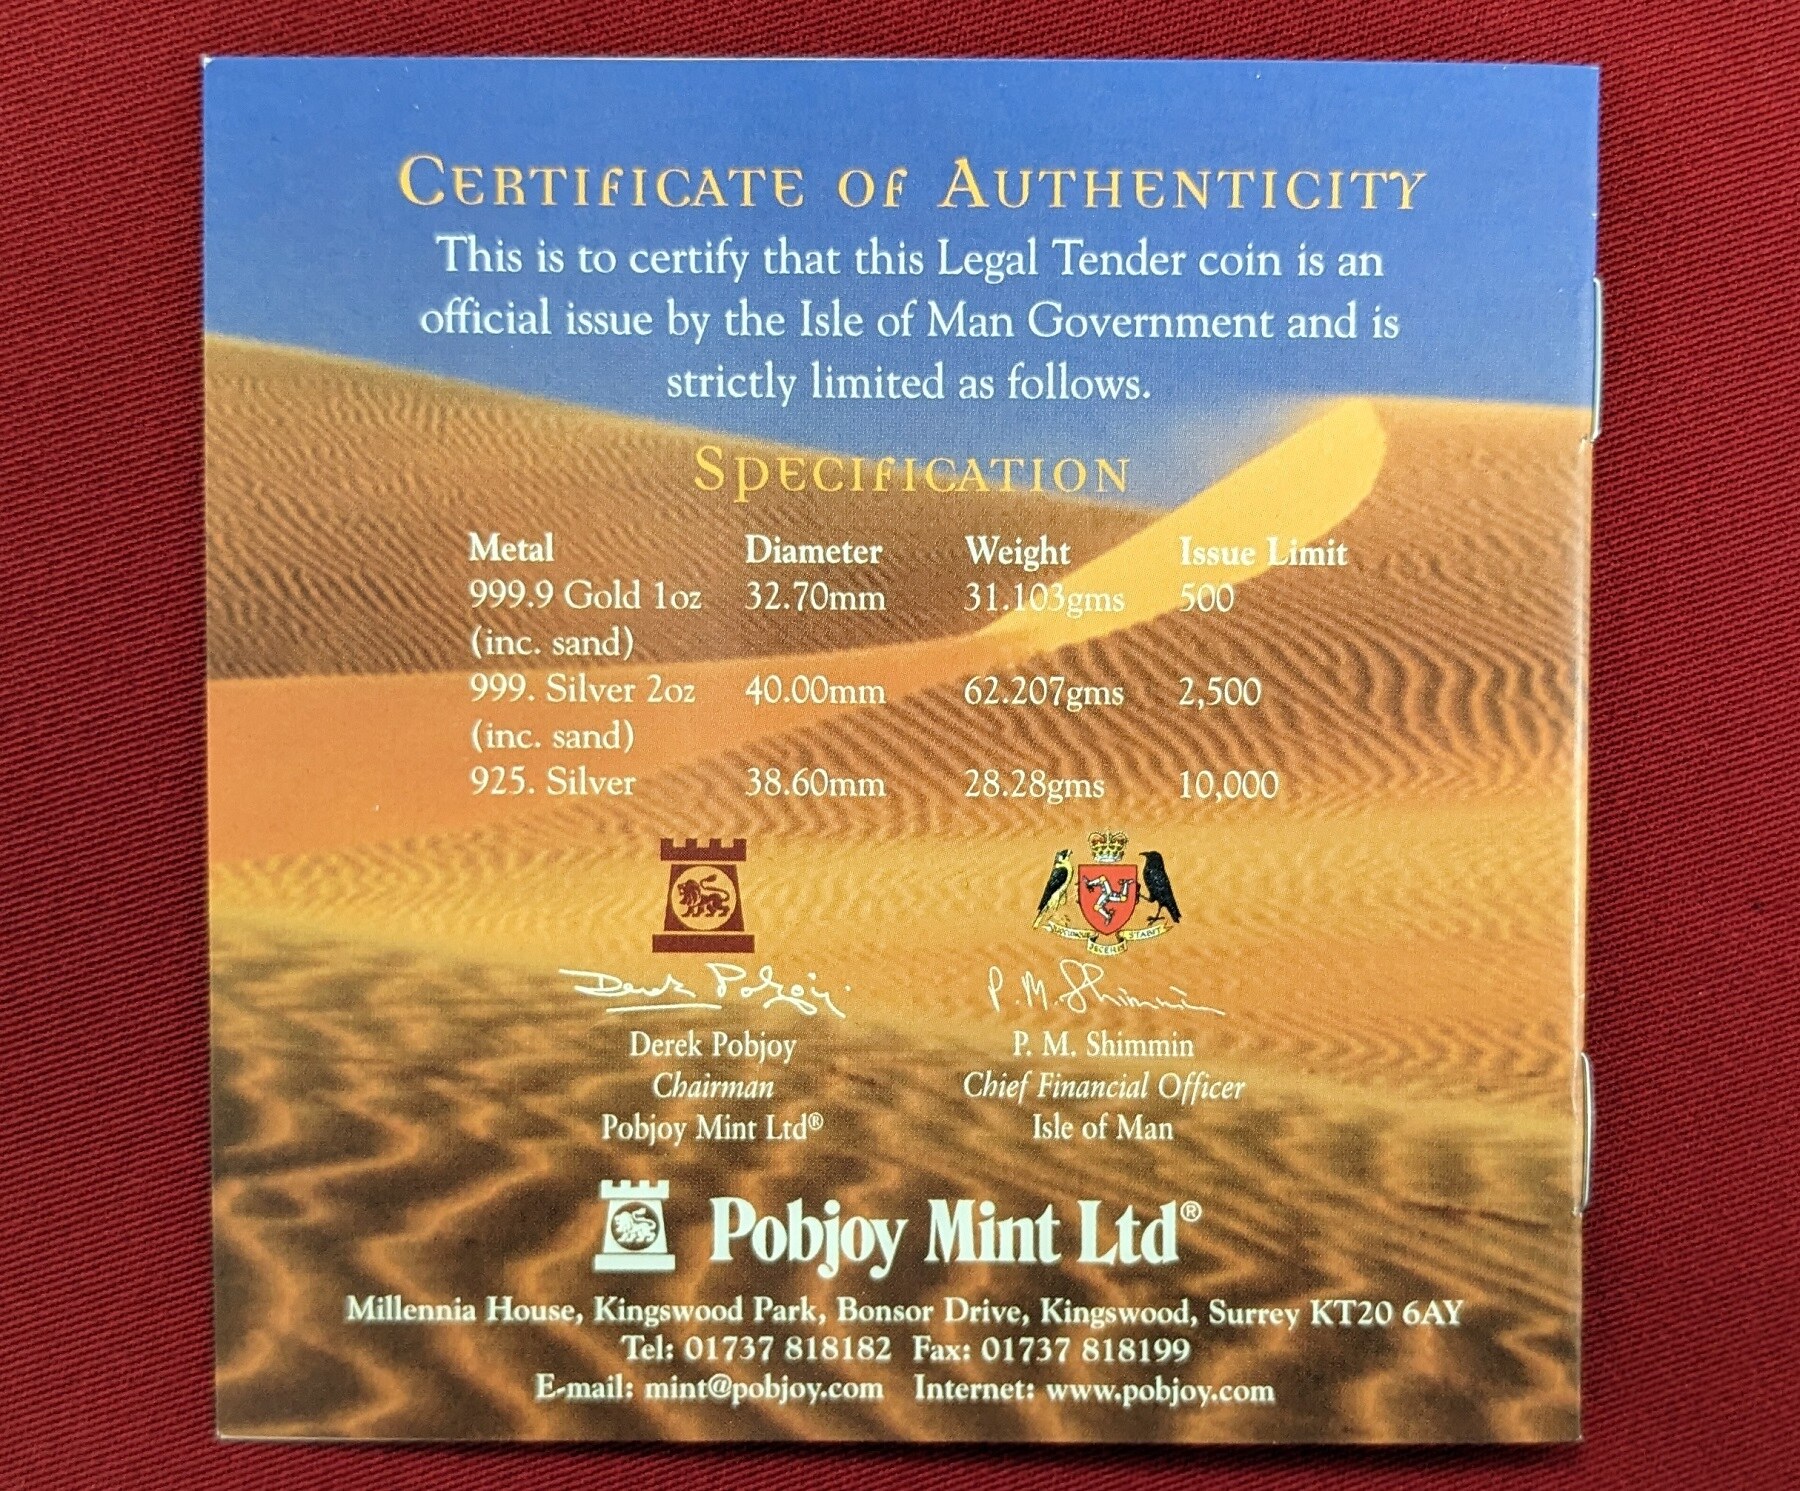 CERTIFICATE OF AUTHENTICITY
This is to certify that this Legal Tender coin is an
official issue by the Isle of Man Government and is
strictly limited as follows.
SPECIFICATION
Metal Diameter Weight Issue Limit
999.9 Gold 1oz 32.70mm 31.103gms 500
(inc. sand)
999. Silver 2oz 40.00mm 62.207gms 2,500
(inc. sand)
925. Silver 38.60mm 28.28gms 10,000
STABIT
Derek Pobjoy P. M. Shimmin
Derek Pobjoy P. M. Shimmin
Chairman Chief Financial Officer
Pobjoy Mint Ltd® Isle of Man
Pobjoy Mint Ltd®
Millennia House, Kingswood Park, Bonsor Drive, Kingswood, Surrey KT20 6AY
Tel: 01737 818182 Fax: 01737 818199
E-mail: mint@pobjoy.com Internet: www.pobjoy.com